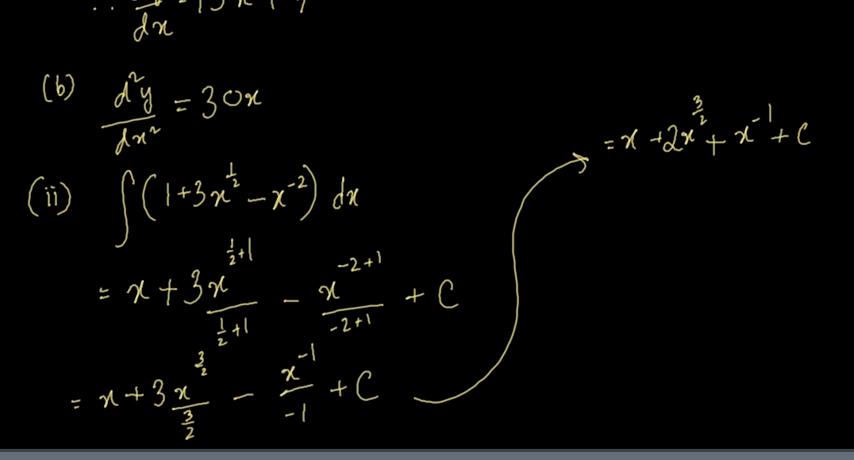 dx
(b) d²y/dx² = 30x
(ii) ∫(1+3x^(1/2) - x^(-2)) dx
= x + 3x^(1/2+1)/(1/2+1) - x^(-2+1)/(-2+1) + C
= x + 3x^(3/2)/(3/2) - x^(-1)/(-1) + C
= x + 2x^(3/2) + x^(-1) + C